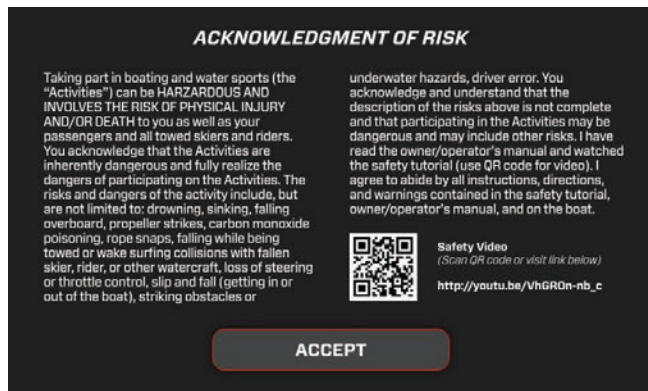 ACKNOWLEDGMENT OF RISK
Taking part in boating and water sports (the
“Activities”) can be HARZARDOUS AND
INVOLVES THE RISK OF PHYSICAL INJURY
AND/OR DEATH to you as well as your
passengers and all towed skiers and riders.
You acknowledge that the Activities are
inherently dangerous and fully realize the
dangers of participating on the Activities. The
risks and dangers of the activity include, but
are not limited to: drowning, sinking, falling
overboard, propeller strikes, carbon monoxide
poisoning, rope snaps, falling while being
towed or wake surfing collisions with fallen
skier, rider, or other watercraft, loss of steering
or throttle control, slip and fall (getting in or
out of the boat), striking obstacles or
underwater hazards, driver error. You
acknowledge and understand that the
description of the risks above is not complete
and that participating in the Activities may be
dangerous and may include other risks. I have
read the owner/operator's manual and watched
the safety tutorial (use QR code for video). I
agree to abide by all instructions, directions,
and warnings contained in the safety tutorial,
owner/operator's manual, and on the boat.
Safety Video
(Scan QR code or visit link below)
http://youtu.be/VhGROn-nb_c
ACCEPT